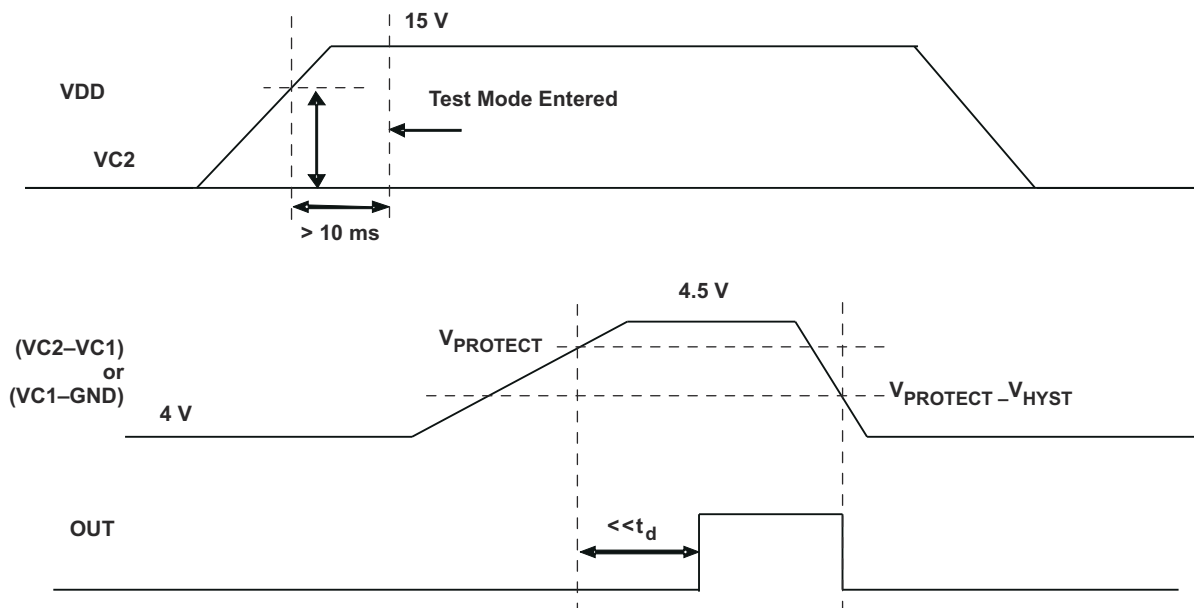 15 V
VDD
Test Mode Entered
VC2
> 10 ms
4.5 V
(VC2–VC1)
or
(VC1–GND)
VPROTECT
VPROTECT – VHYST
4 V
OUT
<<td